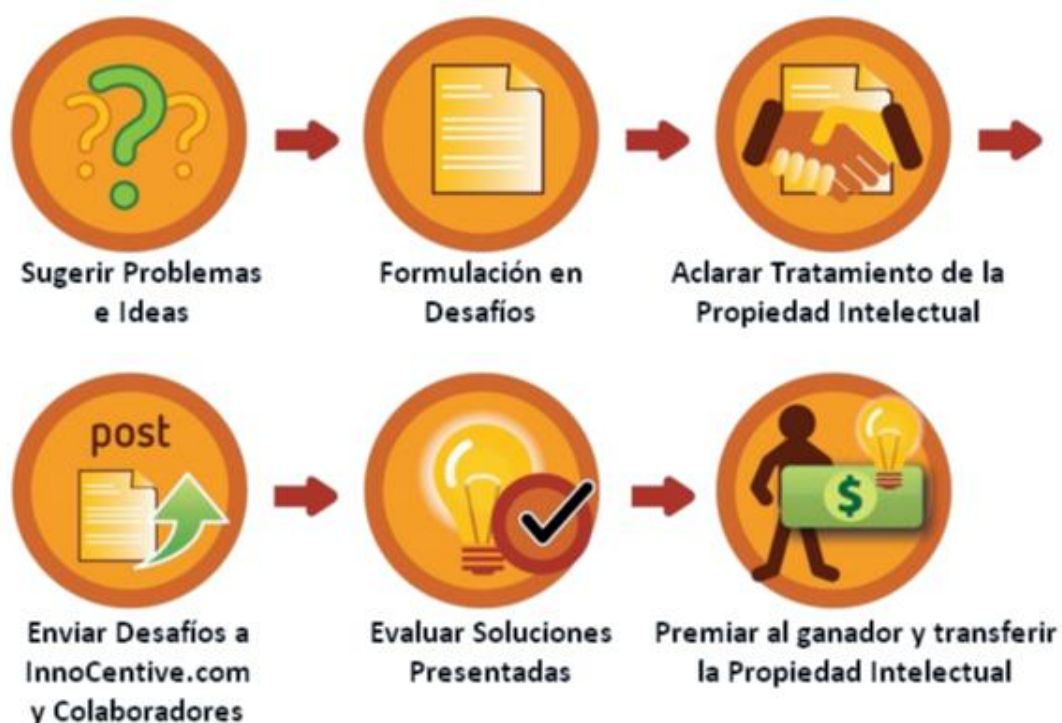 Sugerir Problemas
e Ideas
Formulación en
Desafíos
Aclarar Tratamiento de la
Propiedad Intelectual
post
Enviar Desafíos a
InnoCentive.com
y Colaboradores
$
Evaluar Soluciones
Presentadas
Premiar al ganador y transferir
la Propiedad Intelectual